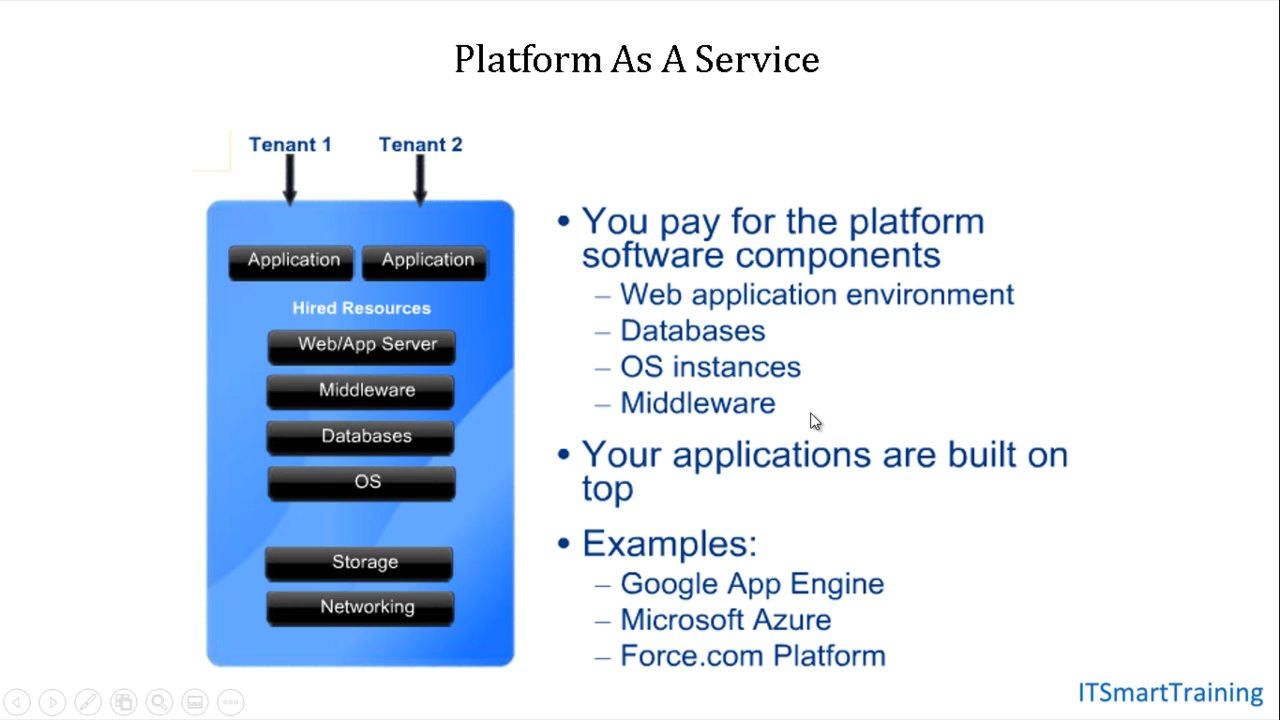 Platform As A Service
Tenant 1
Tenant 2
Application
Application
Hired Resources
Web/App Server
Middleware
Databases
OS
Storage
Networking
• You pay for the platform
software components
– Web application environment
– Databases
– OS instances
– Middleware
• Your applications are built on
top
• Examples:
– Google App Engine
– Microsoft Azure
– Force.com Platform
ITSmartTraining